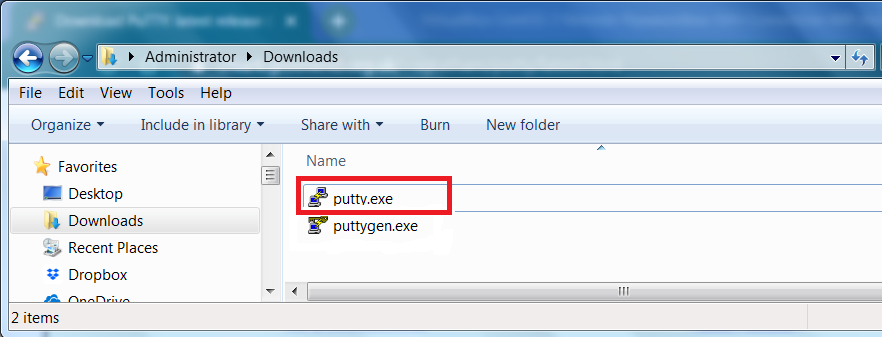 Download PuTTY: latest release
Administrator Downloads
File Edit View Tools Help
Organize Include in library Share with Burn New folder
Favorites
Desktop
Downloads
Recent Places
Dropbox
OneDrive
Name
putty.exe
puttygen.exe
2 items